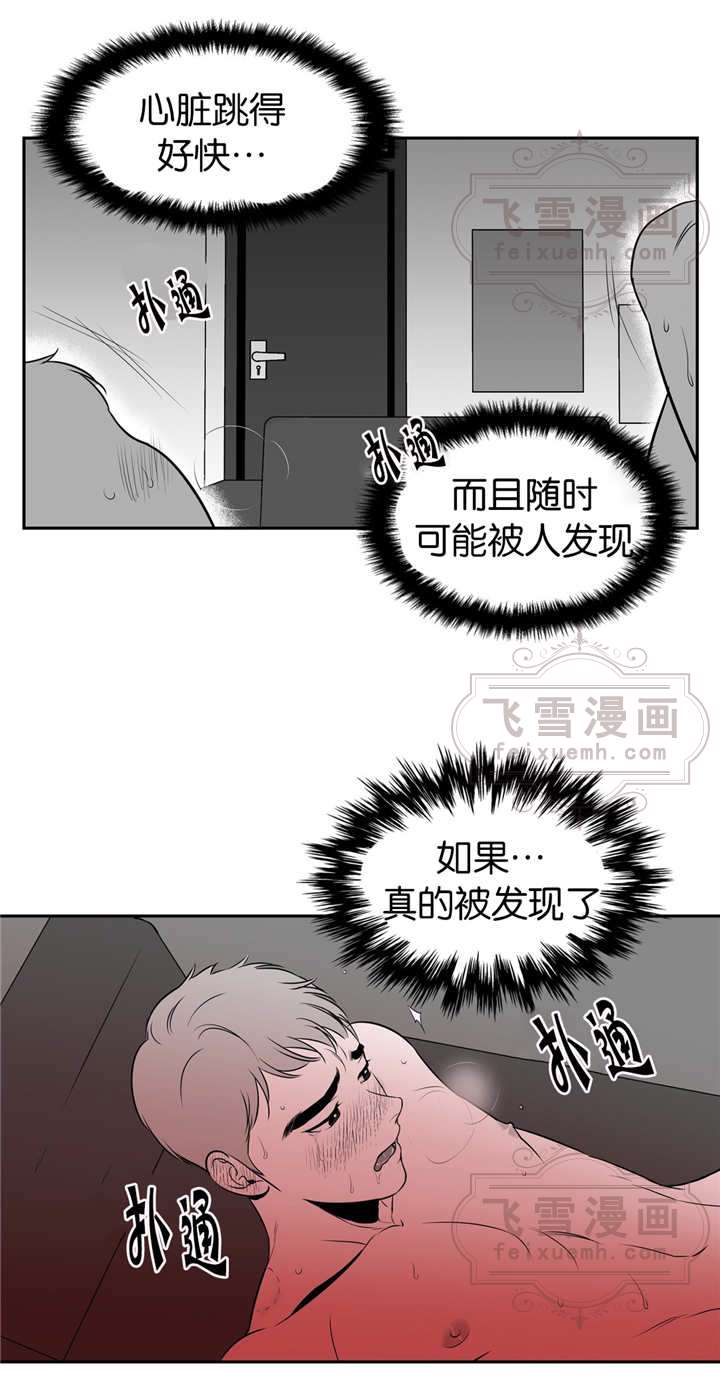 心脏跳得
好快…
飞雪漫画
feixuemh.com
扑通
扑通
而且随时
可能被人发现
飞雪漫画
feixuemh.com
如果…
真的被发现了
扑通
扑通
飞雪漫画
feixuemh.com